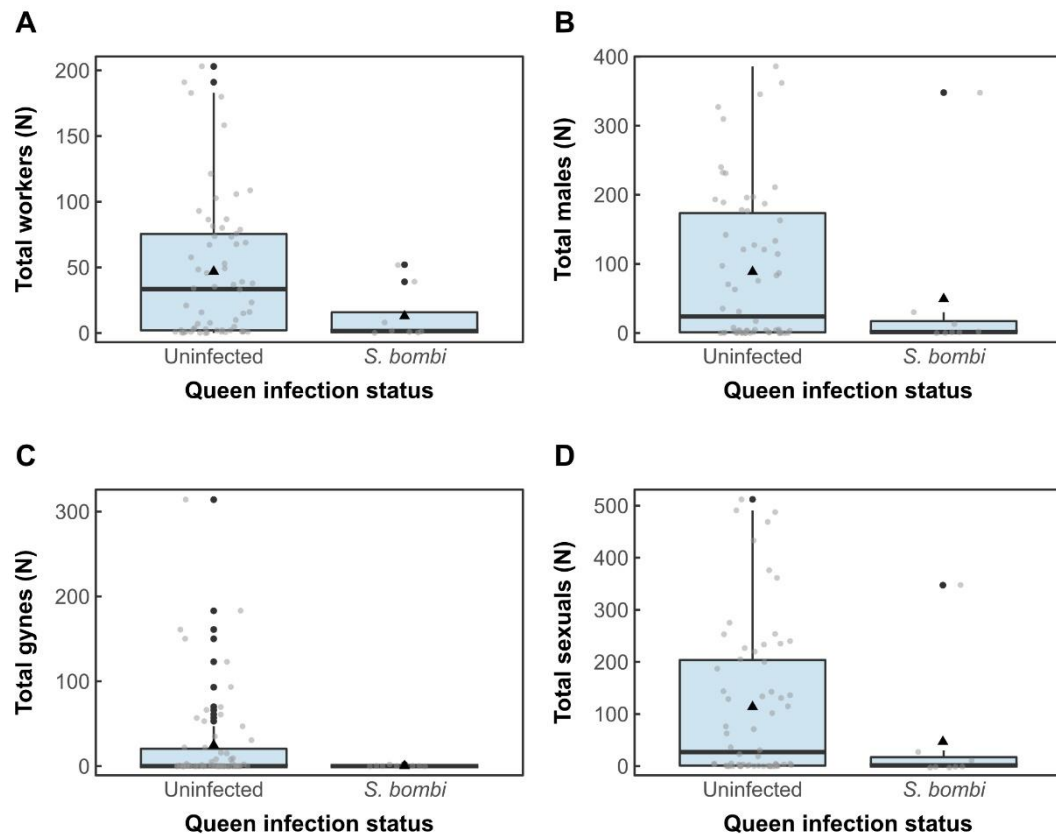 A
Total workers (N)
200
150
100
50
0
Uninfected S. bombi
Queen infection status
B
Total males (N)
400
300
200
100
0
Uninfected S. bombi
Queen infection status
C
Total gynes (N)
300
200
100
0
Uninfected S. bombi
Queen infection status
D
Total sexuals (N)
500
400
300
200
100
0
Uninfected S. bombi
Queen infection status